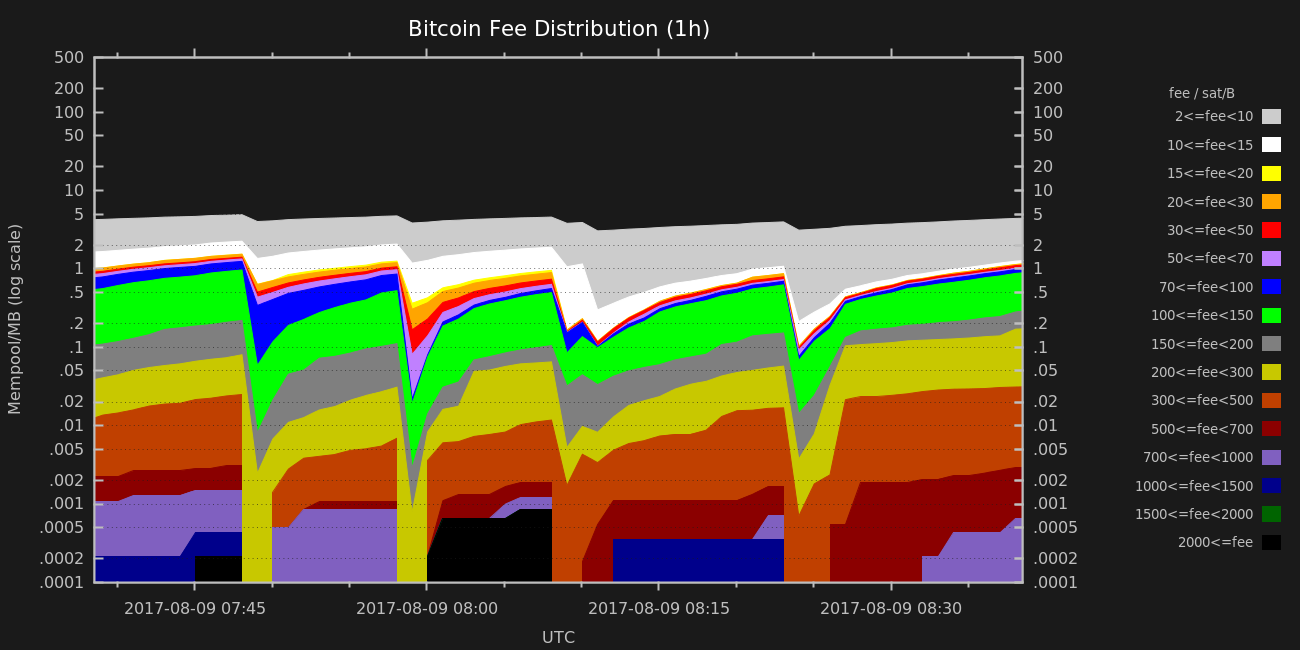 Bitcoin Fee Distribution (1h)
500 500
200 200
100 100
50 50
20 20
10 10
5 5
2 2
1 1
.5 .5
.2 .2
.1 .1
.05 .05
.02 .02
.01 .01
.005 .005
.002 .002
.001 .001
.0005 .0005
.0002 .0002
.0001 .0001
Mempool/MB (log scale)
2017-08-09 07:45 2017-08-09 08:00 2017-08-09 08:15 2017-08-09 08:30
UTC
fee / sat/B
2<=fee<10
10<=fee<15
15<=fee<20
20<=fee<30
30<=fee<50
50<=fee<70
70<=fee<100
100<=fee<150
150<=fee<200
200<=fee<300
300<=fee<500
500<=fee<700
700<=fee<1000
1000<=fee<1500
1500<=fee<2000
2000<=fee